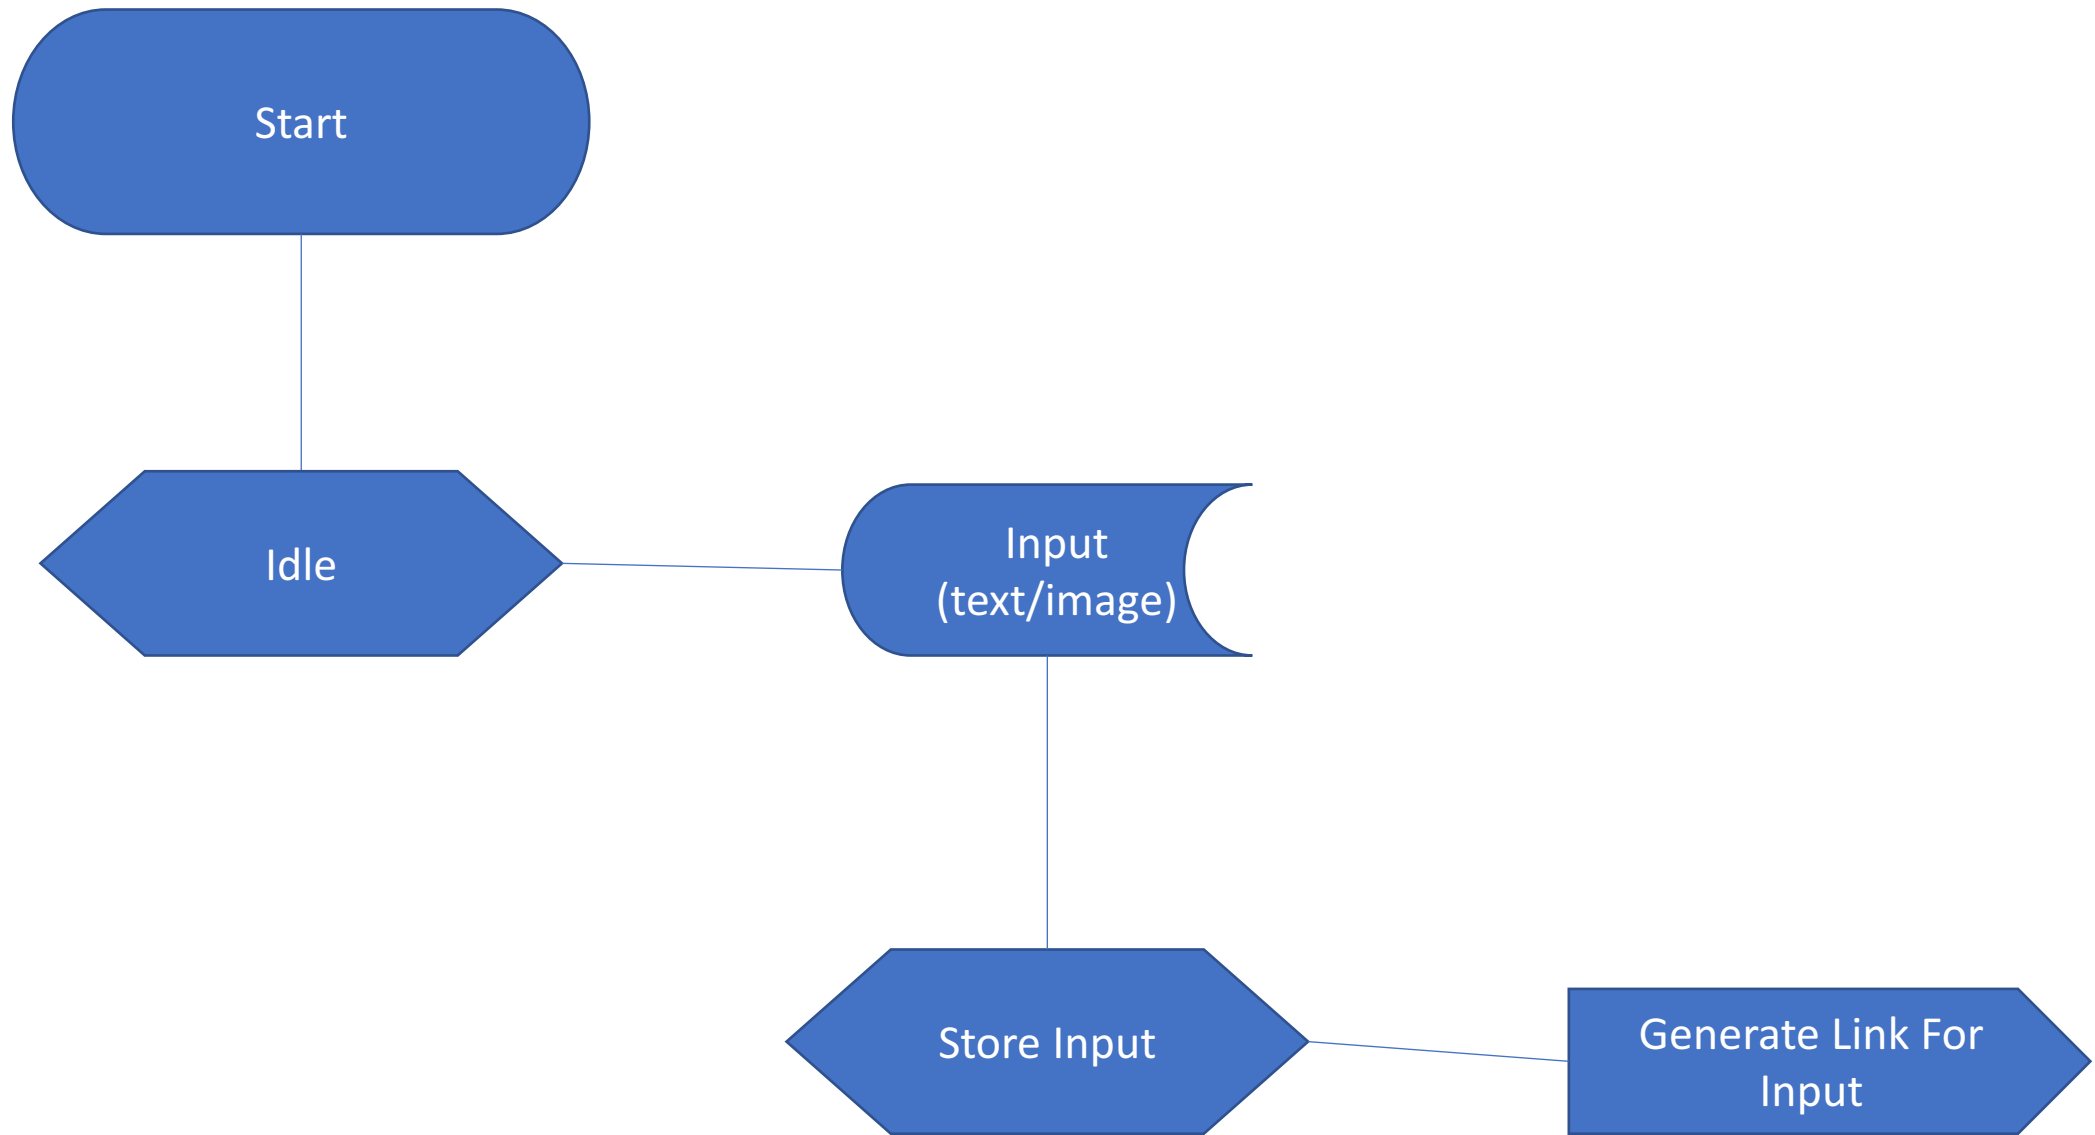 Start
Idle
Input
(text/image)
Store Input
Generate Link For
Input